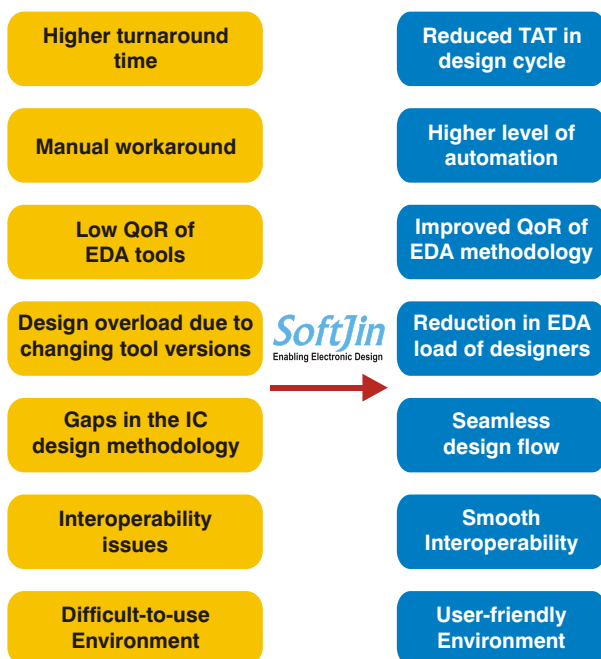 Higher turnaround
time
Manual workaround
Low QoR of
EDA tools
Design overload due to
changing tool versions
Gaps in the IC
design methodology
Interoperability
issues
Difficult-to-use
Environment
SoftJin
Enabling Electronic Design
Reduced TAT in
design cycle
Higher level of
automation
Improved QoR of
EDA methodology
Reduction in EDA
load of designers
Seamless
design flow
Smooth
Interoperability
User-friendly
Environment